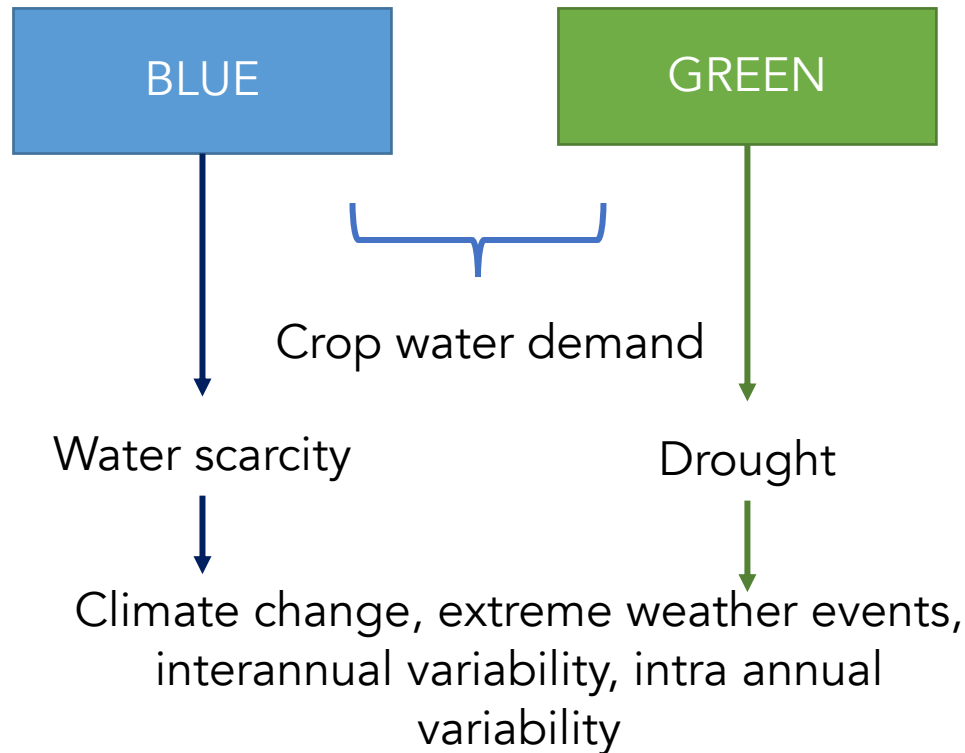 BLUE
GREEN
Crop water demand
Water scarcity
Drought
Climate change, extreme weather events,
interannual variability, intra annual
variability